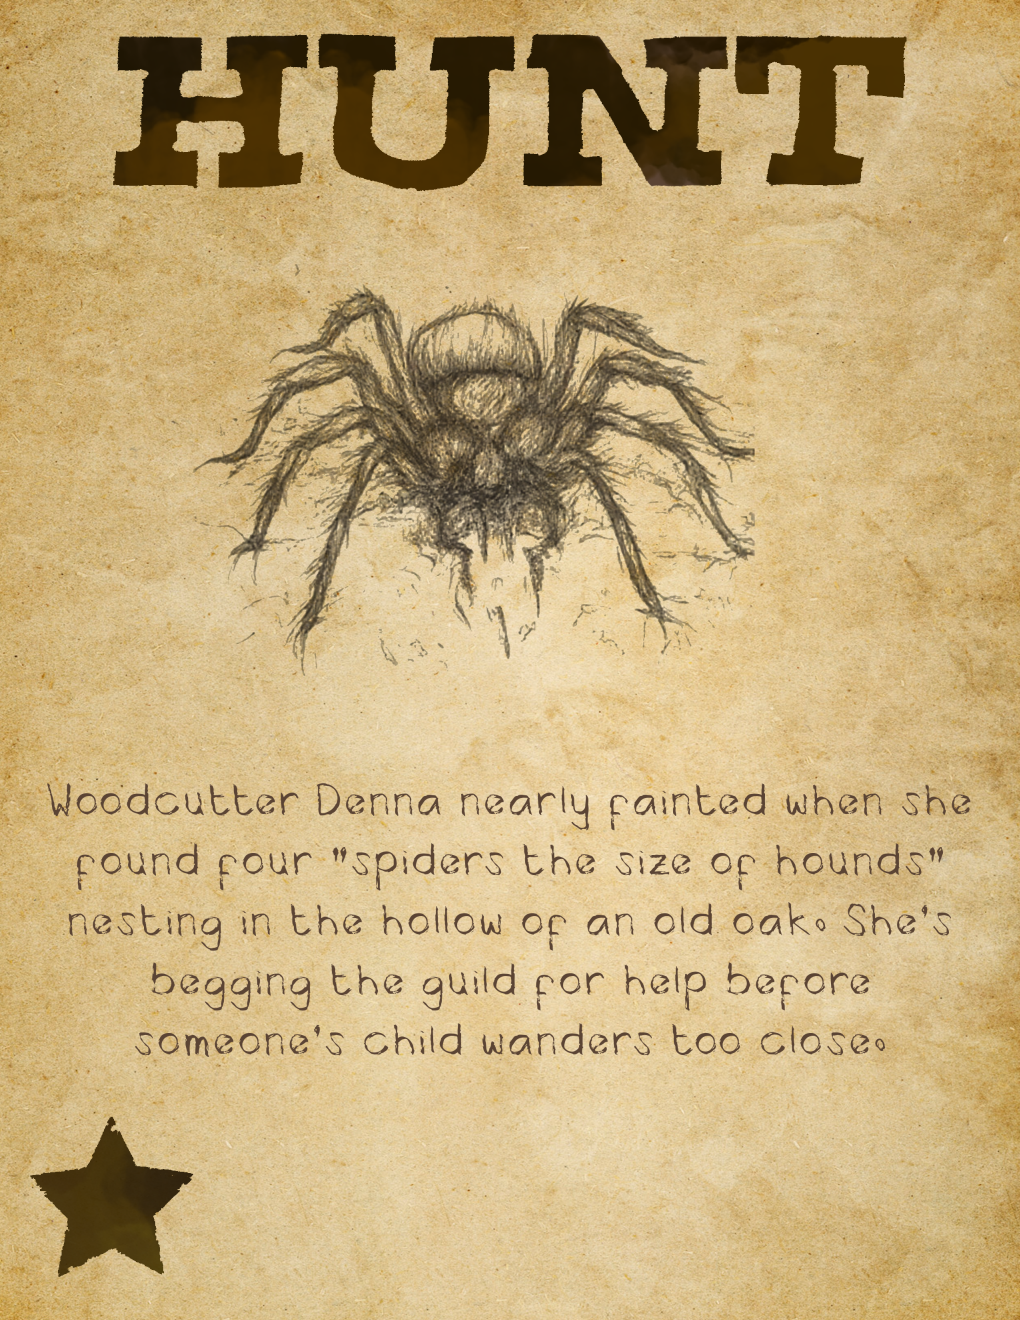 HUNT
Woodcutter Denna nearly fainted when she
found four "spiders the size of hounds"
nesting in the hollow of an old oak. She's
begging the guild for help before
someone's child wanders too close.